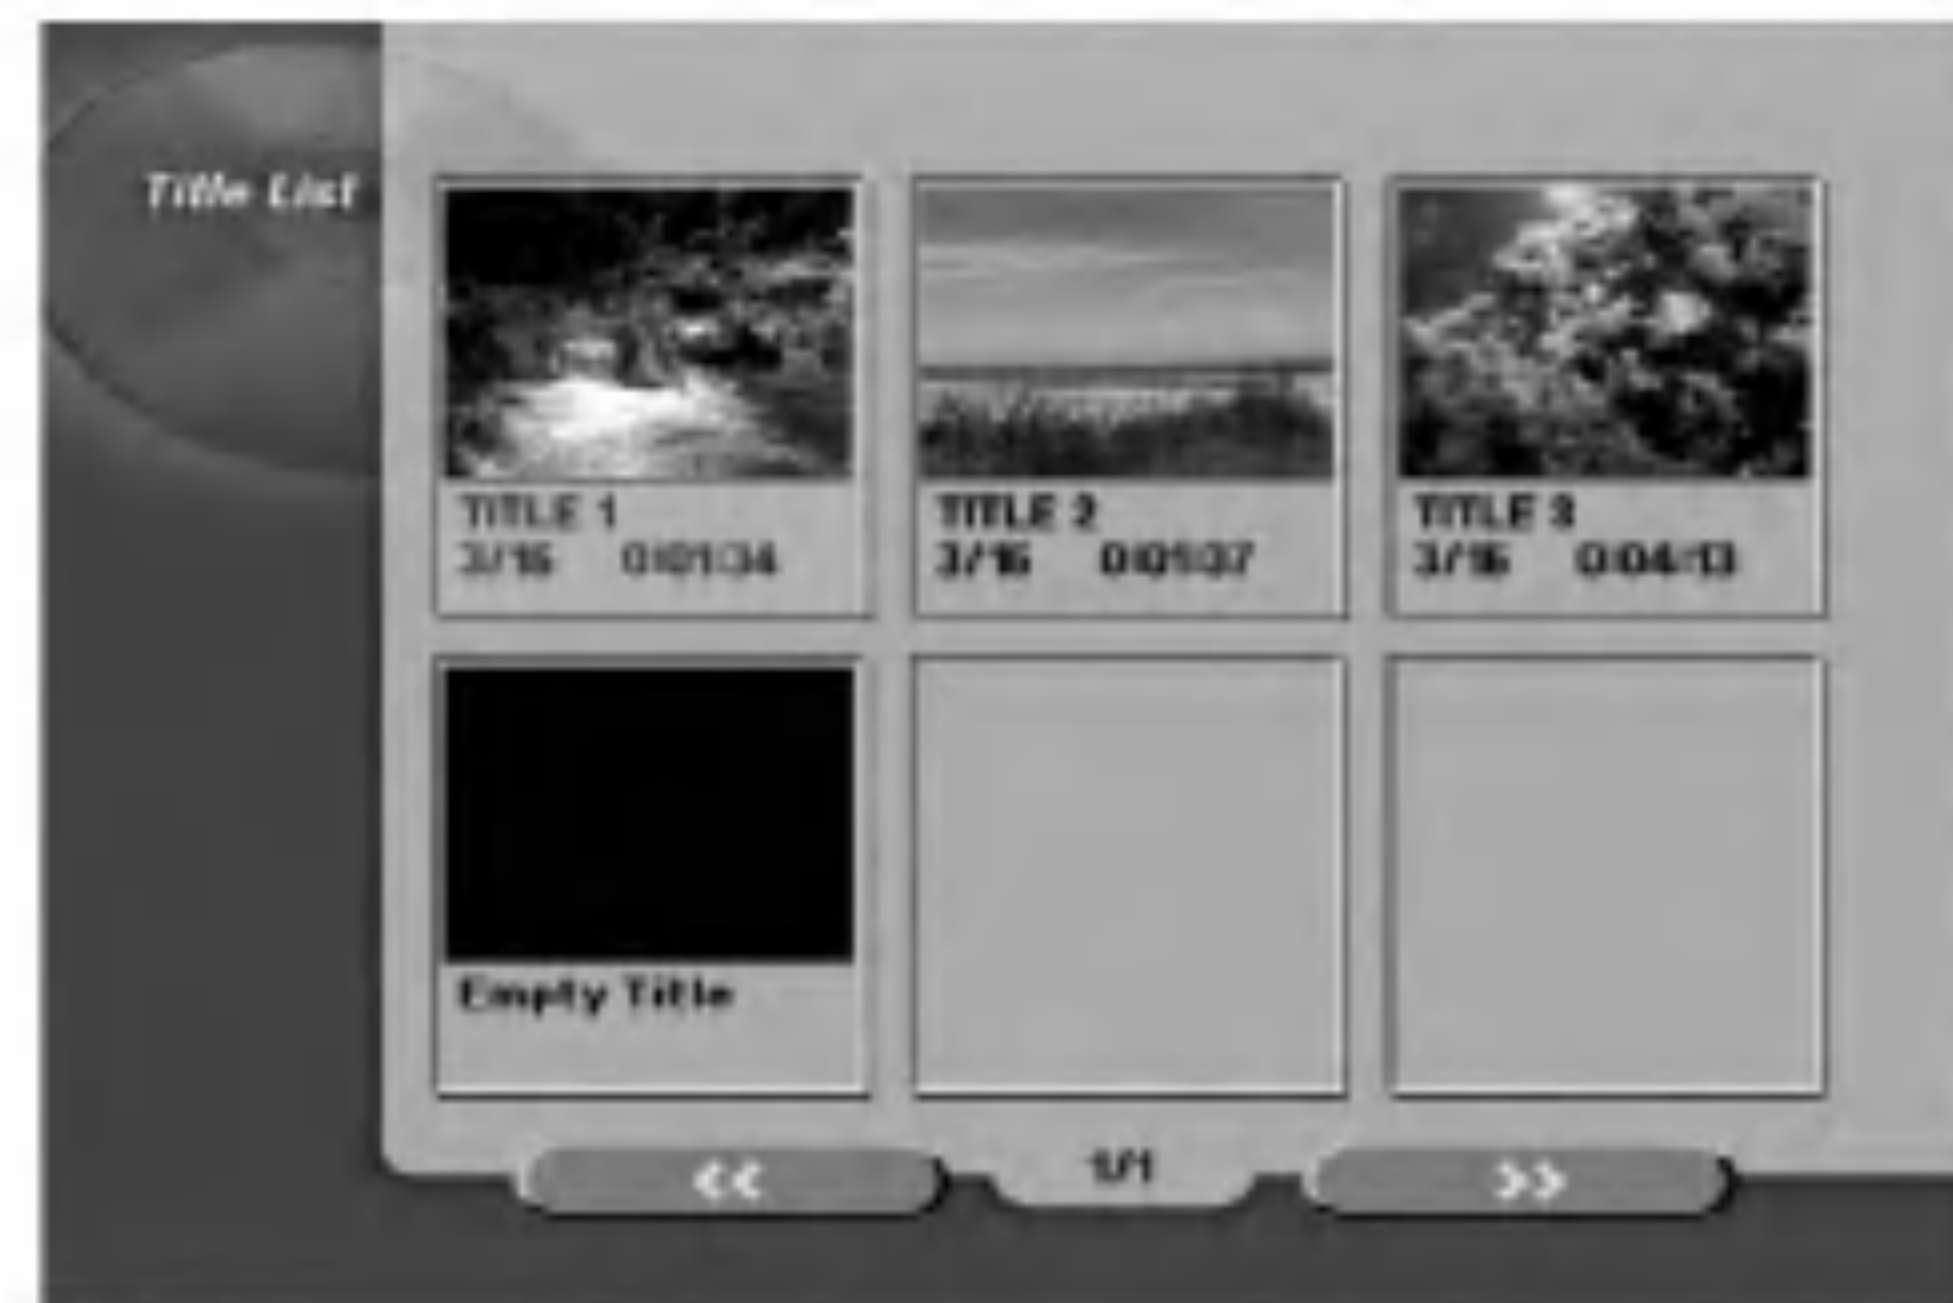 Title List
TITLE 1
3/16 0:01:34
TITLE 2
3/16 0:01:37
TITLE 3
3/16 0:04:13
Empty Title
<< 1/1 >>